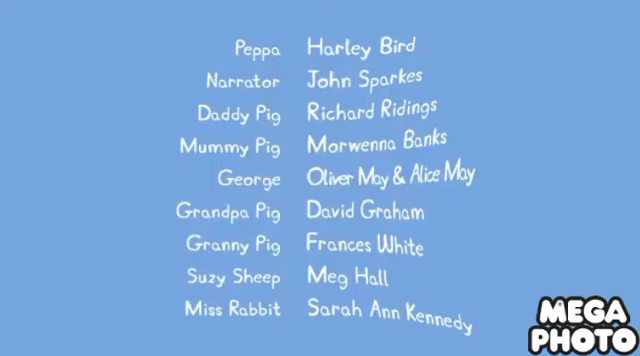 Peppa Harley Bird
Narrator John Sparkes
Daddy Pig Richard Ridings
Mummy Pig Morwenna Banks
George Oliver May & Alice May
Grandpa Pig David Graham
Granny Pig Frances White
Suzy Sheep Meg Hall
Miss Rabbit Sarah Ann Kennedy
MEGA
PHOTO